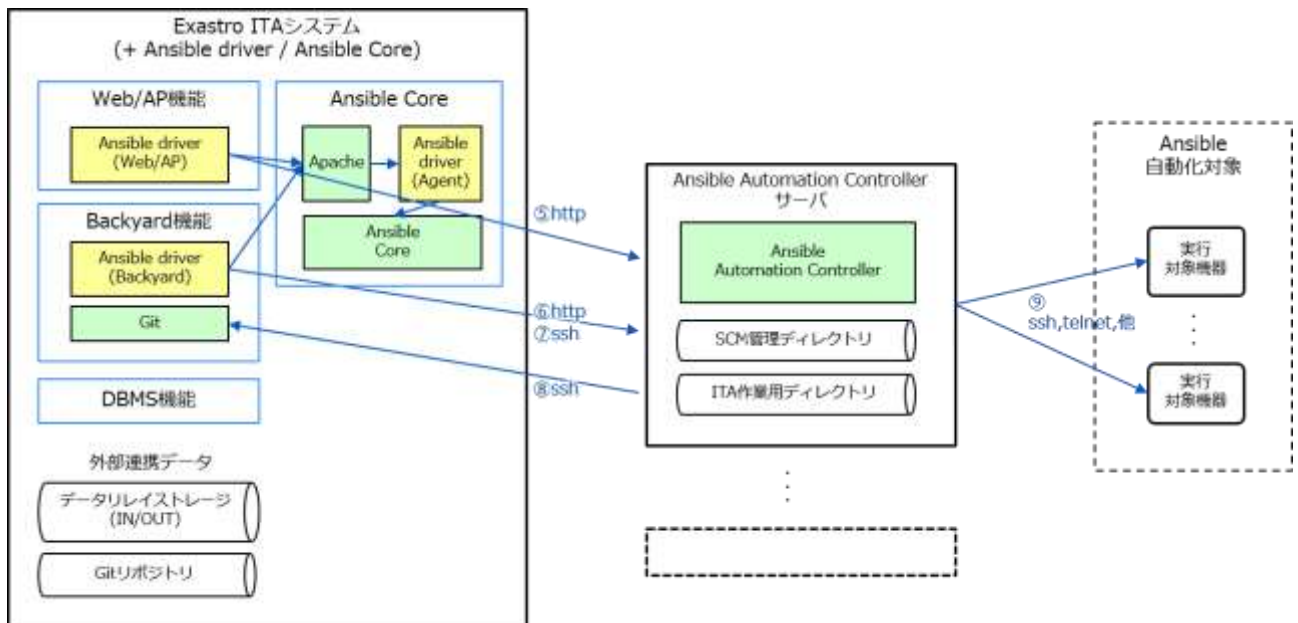 Exastro ITAシステム
(+ Ansible driver / Ansible Core)
Web/AP機能
Ansible driver
(Web/AP)
Ansible Core
Apache
Ansible
driver
(Agent)
Ansible
Core
Backyard機能
Ansible driver
(Backyard)
Git
DBMS機能
外部連携データ
データリレイストレージ
(IN/OUT)
Gitリポジトリ
⑤http
⑥http
⑦ssh
⑧ssh
Ansible Automation Controller
サーバ
Ansible
Automation Controller
SCM管理ディレクトリ
ITA作業用ディレクトリ
⑨
ssh,telnet,他
Ansible
自動化対象
実行
対象機器
実行
対象機器